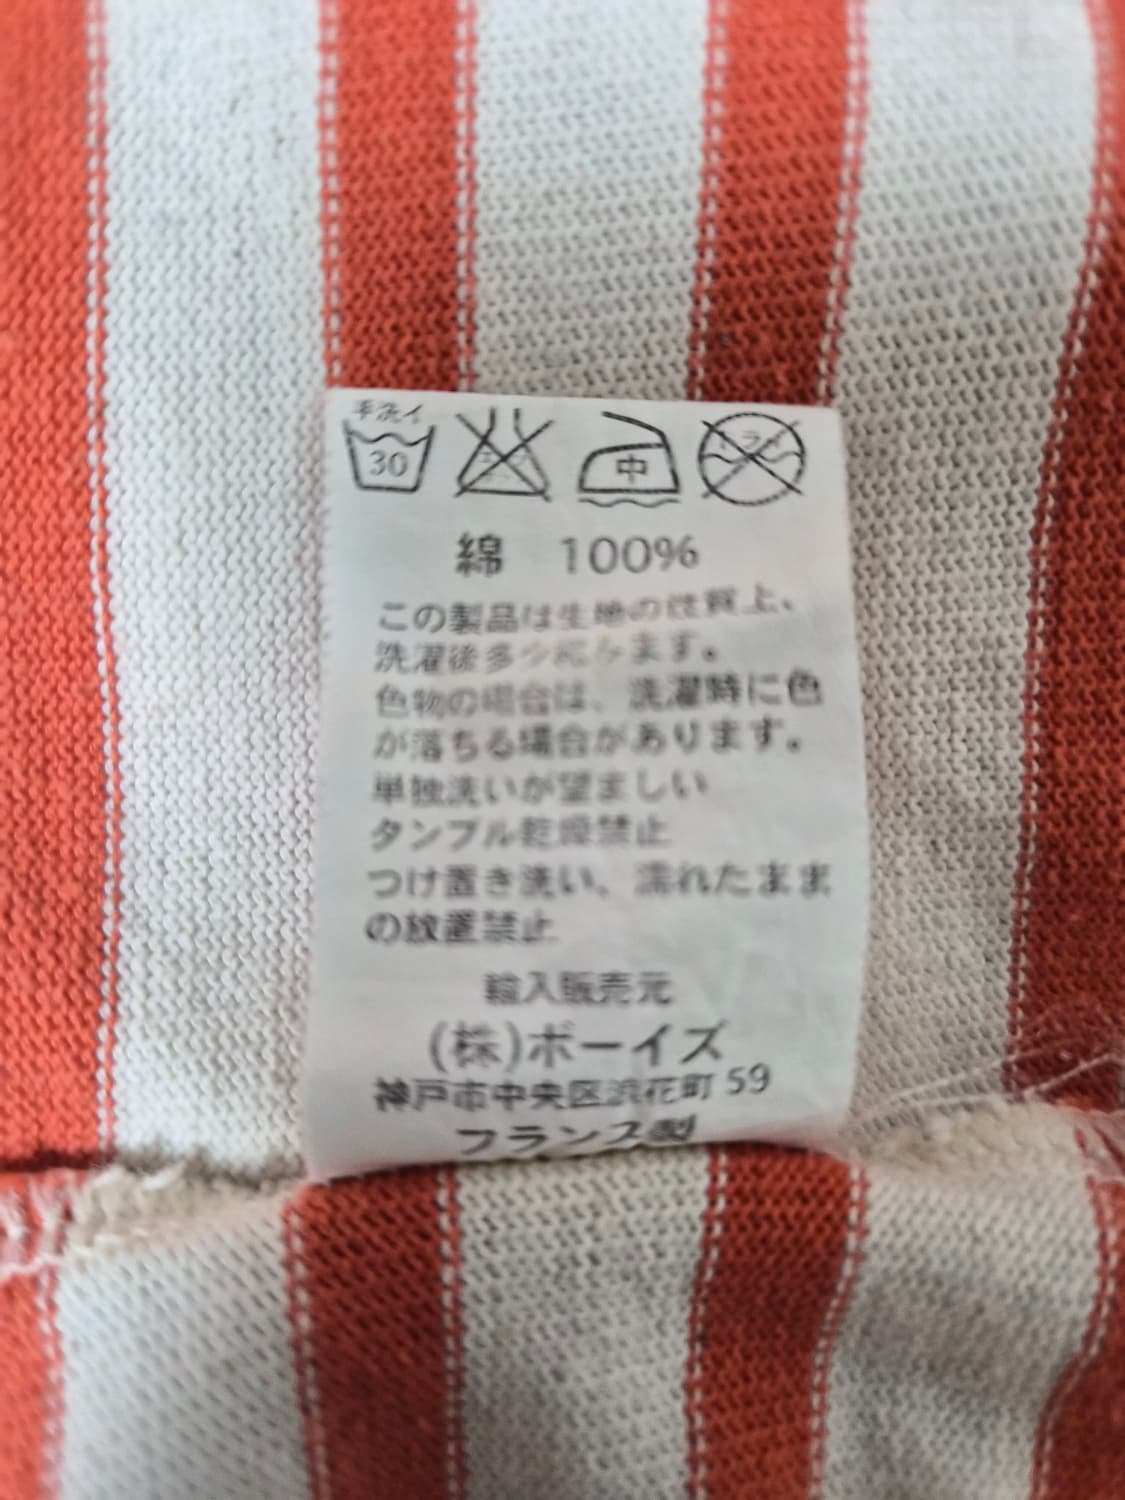 手洗イ
30 中
綿 100%
この製品は生地の性質上、
洗濯後多少応みます。
色物の場合は、洗濯時に色
が落ちる場合があります。
単独洗いが望ましい
タンブル乾燥禁止
つけ置き洗い、濡れたまま
の放置禁止
輸入販売元
(株)ボーイズ
神戸市中央区浪花町 59
フランス製